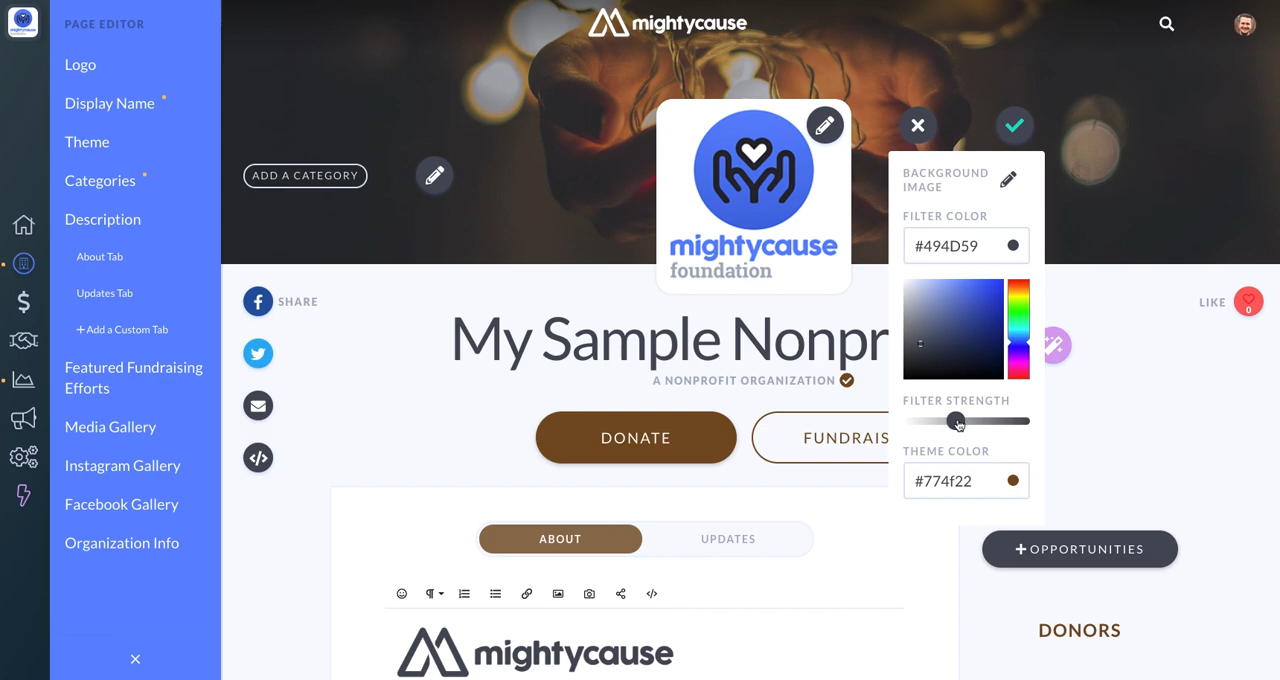 PAGE EDITOR
Logo
Display Name
Theme
Categories
Description
About Tab
Updates Tab
+ Add a Custom Tab
Featured Fundraising
Efforts
Media Gallery
Instagram Gallery
Facebook Gallery
Organization Info
mightycause
ADD A CATEGORY
mightycause
foundation
BACKGROUND
IMAGE
FILTER COLOR
#494D59
FILTER STRENGTH
THEME COLOR
#774f22
SHARE
LIKE
0
My Sample Nonpr
A NONPROFIT ORGANIZATION
DONATE
FUNDRAIS
ABOUT
UPDATES
+ OPPORTUNITIES
DONORS
mightycause